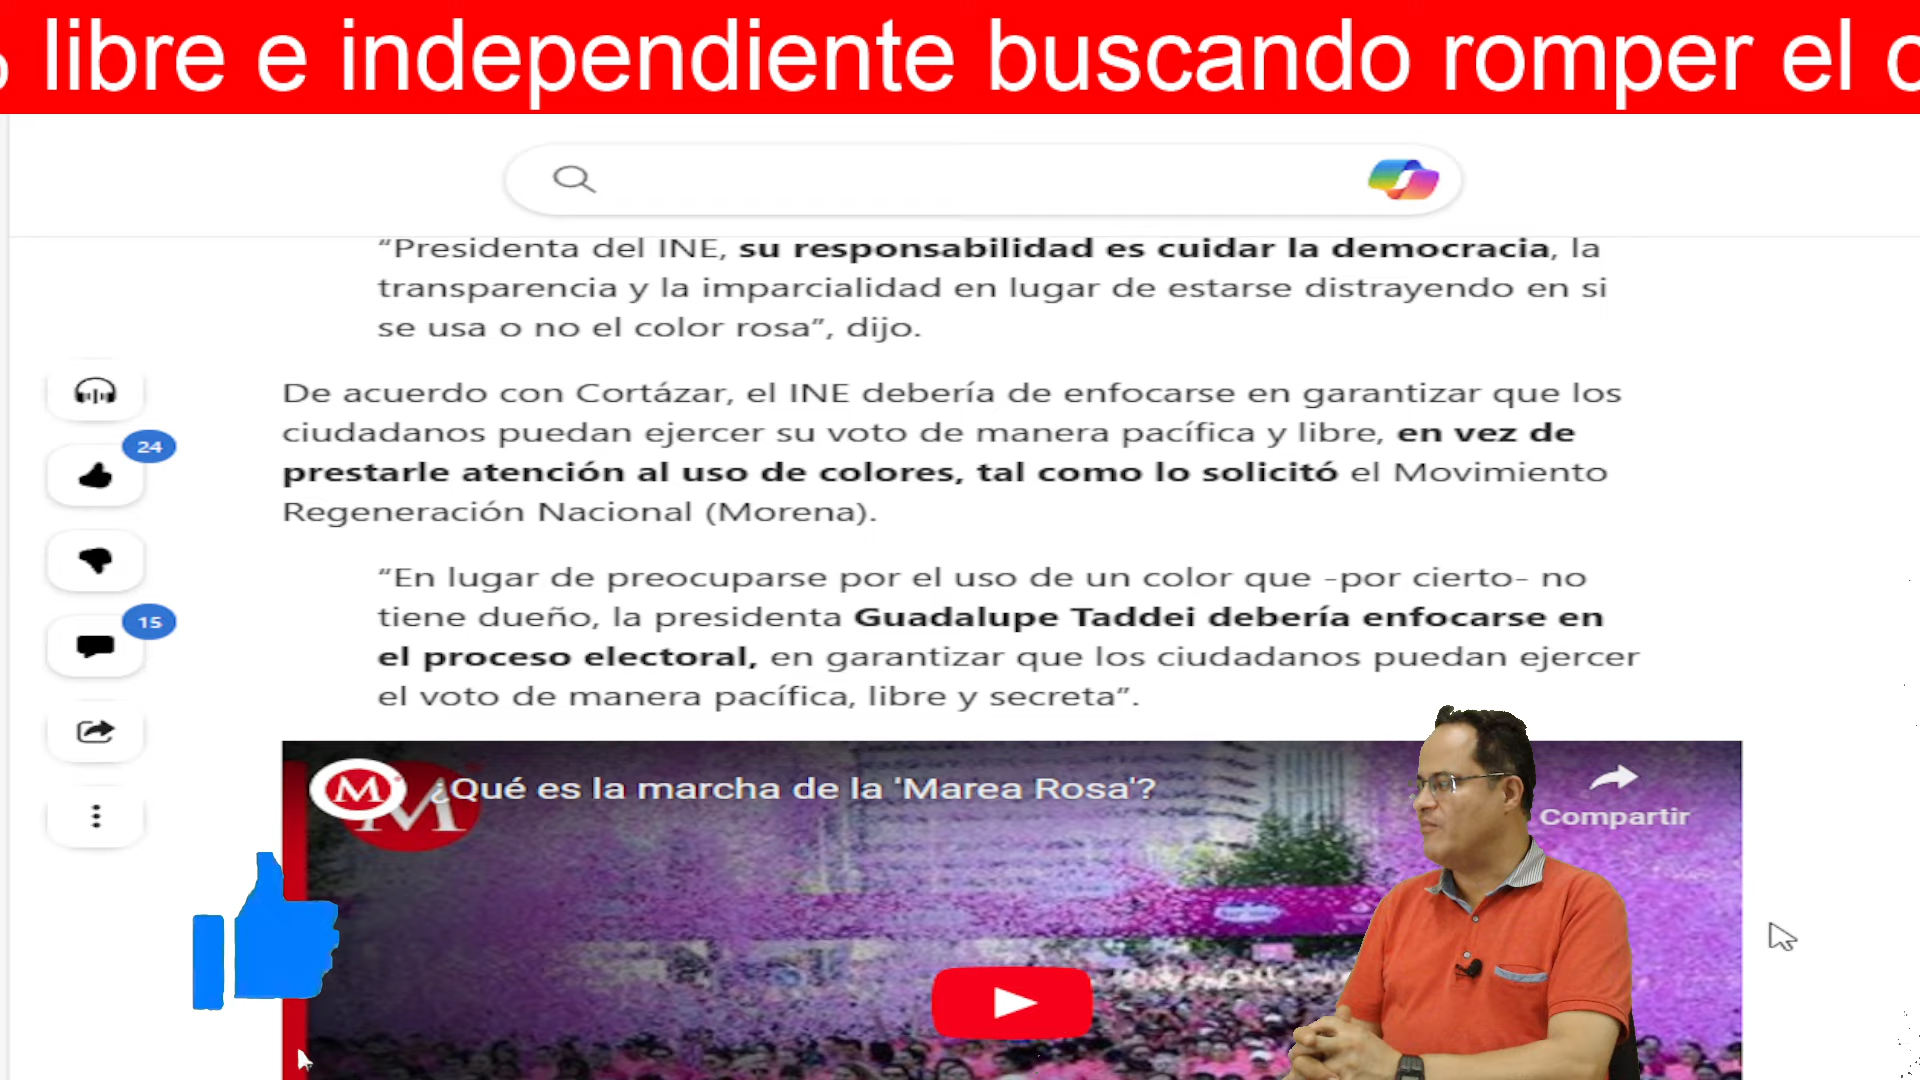 libre e independiente buscando romper el
“Presidenta del INE, su responsabilidad es cuidar la democracia, la
transparencia y la imparcialidad en lugar de estarse distrayendo en si
se usa o no el color rosa”, dijo.
De acuerdo con Cortázar, el INE debería de enfocarse en garantizar que los
ciudadanos puedan ejercer su voto de manera pacífica y libre, en vez de
prestarle atención al uso de colores, tal como lo solicitó el Movimiento
Regeneración Nacional (Morena).
24
“En lugar de preocuparse por el uso de un color que -por cierto- no
tiene dueño, la presidenta Guadalupe Taddei debería enfocarse en
el proceso electoral, en garantizar que los ciudadanos puedan ejercer
el voto de manera pacífica, libre y secreta”.
15
M
M
¿Qué es la marcha de la 'Marea Rosa'?
Compartir